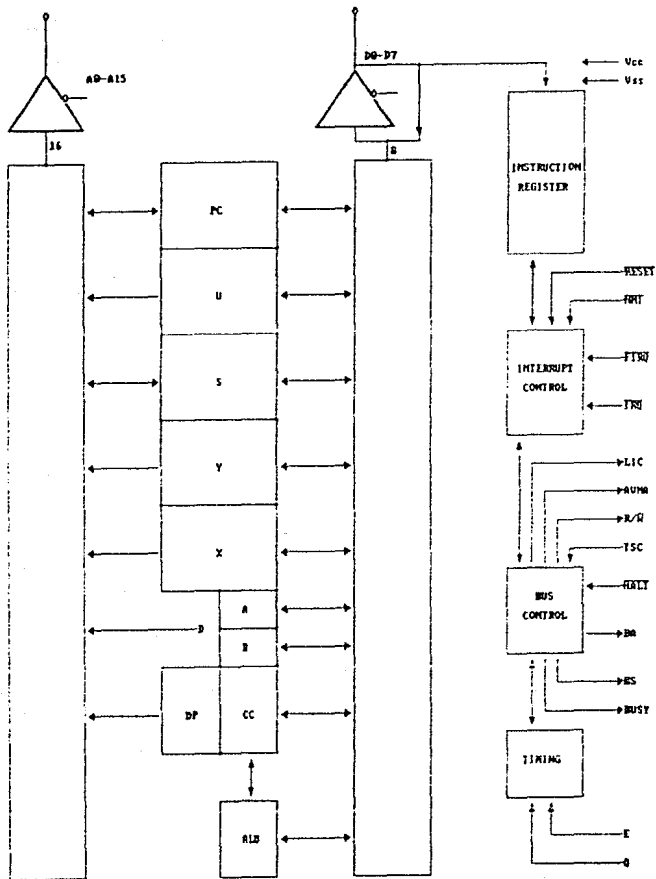 A0-A15
D0-D7
Vcc
Vss
16
8
INSTRUCTION
REGISTER
PC
U
S
Y
X
A
D
B
DP
CC
ALU
RESET
NMI
INTERRUPT
CONTROL
FIRQ
IRQ
LIC
AVMA
R/W
TSC
BUS
CONTROL
HALT
BA
BS
BUSY
TIMING
E
Q